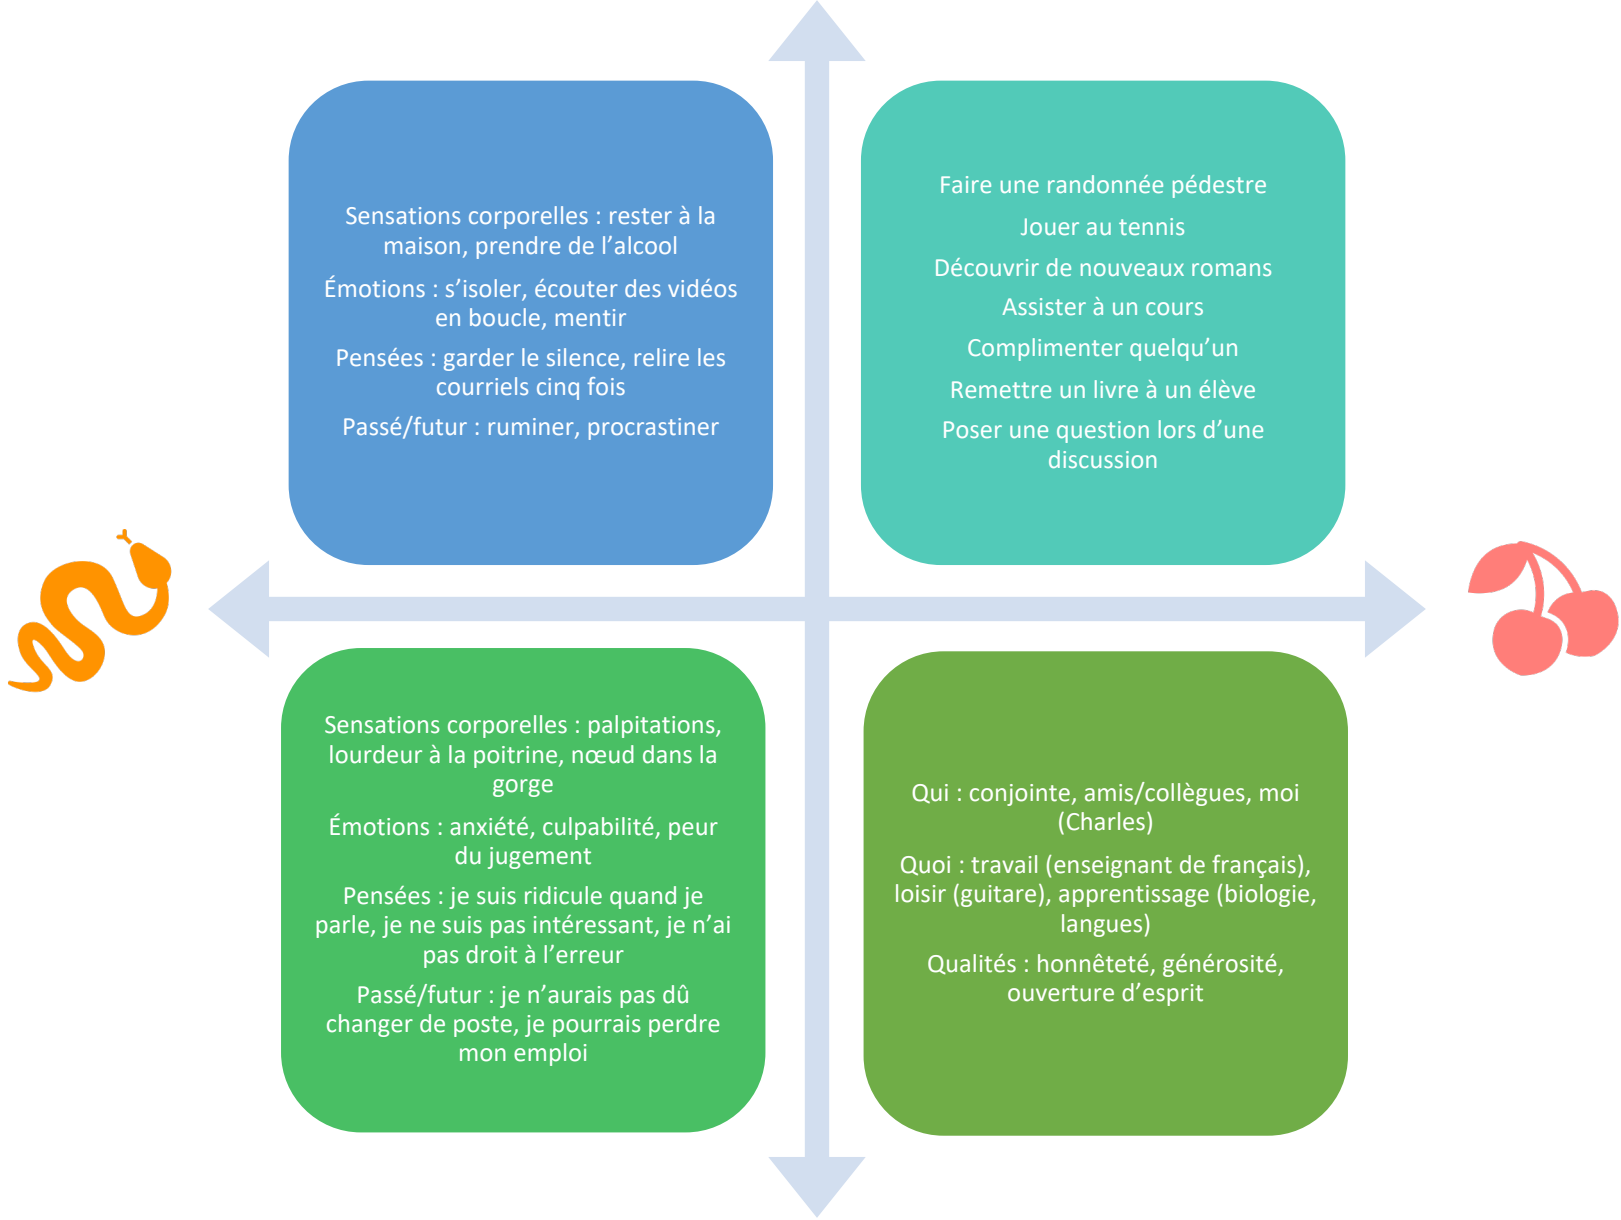 Sensations corporelles : rester à la
maison, prendre de l’alcool
Émotions : s’isoler, écouter des vidéos
en boucle, mentir
Pensées : garder le silence, relire les
courriels cinq fois
Passé/futur : ruminer, procrastiner
Faire une randonnée pédestre
Jouer au tennis
Découvrir de nouveaux romans
Assister à un cours
Complimenter quelqu’un
Remettre un livre à un élève
Poser une question lors d’une
discussion
Sensations corporelles : palpitations,
lourdeur à la poitrine, nœud dans la
gorge
Émotions : anxiété, culpabilité, peur
du jugement
Pensées : je suis ridicule quand je
parle, je ne suis pas intéressant, je n’ai
pas droit à l’erreur
Passé/futur : je n’aurais pas dû
changer de poste, je pourrais perdre
mon emploi
Qui : conjointe, amis/collègues, moi
(Charles)
Quoi : travail (enseignant de français),
loisir (guitare), apprentissage (biologie,
langues)
Qualités : honnêteté, générosité,
ouverture d’esprit